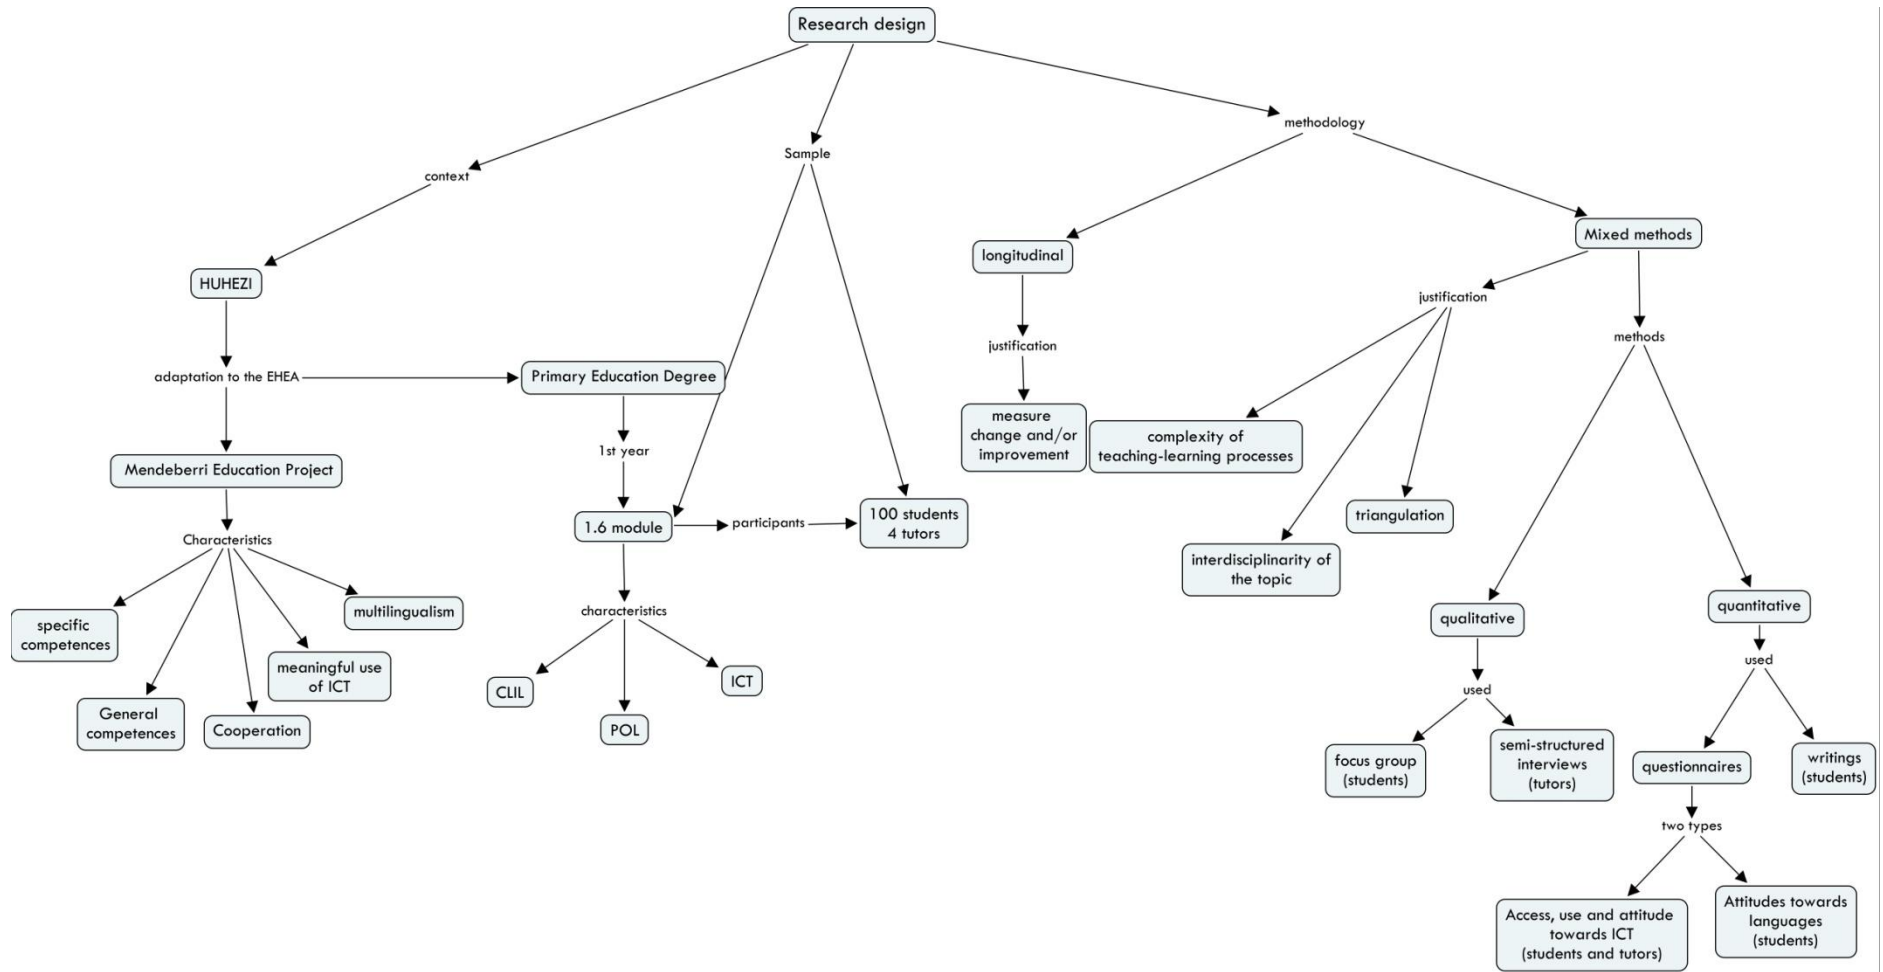 Research design
context
Sample
methodology
HUHEZI
adaptation to the EHEA
Primary Education Degree
1st year
Mendeberri Education Project
Characteristics
specific
competences
General
competences
Cooperation
meaningful use
of ICT
multilingualism
1.6 module
participants
100 students
4 tutors
characteristics
CLIL
POL
ICT
longitudinal
justification
measure
change and/or
improvement
Mixed methods
justification
complexity of
teaching-learning processes
interdisciplinarity of
the topic
triangulation
methods
qualitative
used
focus group
(students)
semi-structured
interviews
(tutors)
quantitative
used
questionnaires
writings
(students)
two types
Access, use and attitude
towards ICT
(students and tutors)
Attitudes towards
languages
(students)